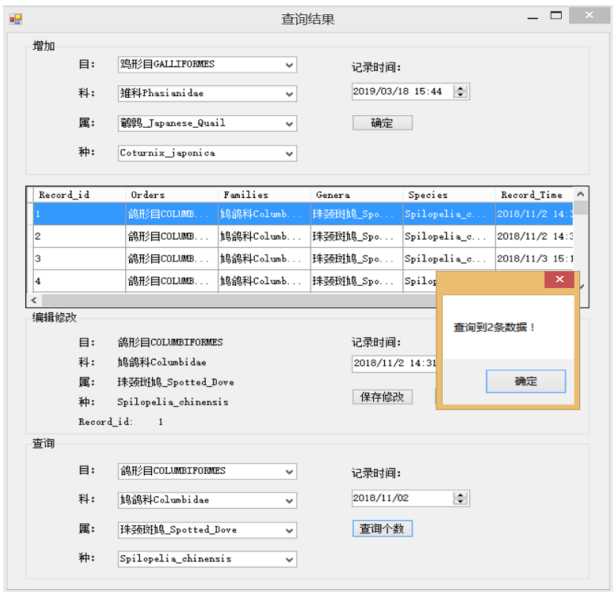 查询结果
增加
目: 鸡形目GALLIFORMES 记录时间:
科: 雉科Phasianidae 2019/03/18 15:44
属: 鹌鹑_Japanese_Quail 确定
种: Coturnix_japonica
Record_id Orders Families Genera Species Record_Time
1 鸽形目COLUMB... 鸠鸽科Columb... 珠颈斑鸠_Spo... Spilopelia_c... 2018/11/2 14:3
2 鸽形目COLUMB... 鸠鸽科Columb... 珠颈斑鸠_Spo... Spilopelia_c... 2018/11/2 14:3
3 鸽形目COLUMB... 鸠鸽科Columb... 珠颈斑鸠_Spo... Spilopelia_c... 2018/11/3 15:1
4 鸽形目COLUMB... 鸠鸽科Columb... 珠颈斑鸠_Spo... Spilop
查询到2条数据！
确定
编辑修改
目: 鸽形目COLUMBIFORMES 记录时间:
科: 鸠鸽科Columbidae 2018/11/2 14:31
属: 珠颈斑鸠_Spotted_Dove
种: Spilopelia_chinensis 保存修改
Record_id: 1
查询
目: 鸽形目COLUMBIFORMES 记录时间:
科: 鸠鸽科Columbidae 2018/11/02
属: 珠颈斑鸠_Spotted_Dove 查询个数
种: Spilopelia_chinensis